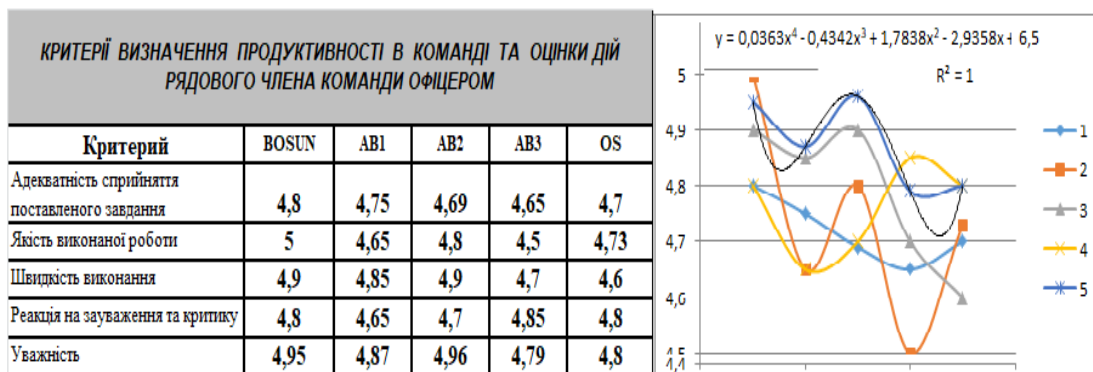 КРИТЕРІЇ ВИЗНАЧЕННЯ ПРОДУКТИВНОСТІ В КОМАНДІ ТА ОЦІНКИ ДІЙ
РЯДОВОГО ЧЛЕНА КОМАНДИ ОФІЦЕРОМ
Критерий BOSUN AB1 AB2 AB3 OS
Адекватність сприйняття
поставленого завдання 4,8 4,75 4,69 4,65 4,7
Якість виконаної роботи 5 4,65 4,8 4,5 4,73
Швидкість виконання 4,9 4,85 4,9 4,7 4,6
Реакція на зауваження та критику 4,8 4,65 4,7 4,85 4,8
Уважність 4,95 4,87 4,96 4,79 4,8
y = 0,0363x⁴ - 0,4342x³ + 1,7838x² - 2,9358x + 6,5
R² = 1
5
4,9
4,8
4,7
4,6
4,5
4,4
1
2
3
4
5